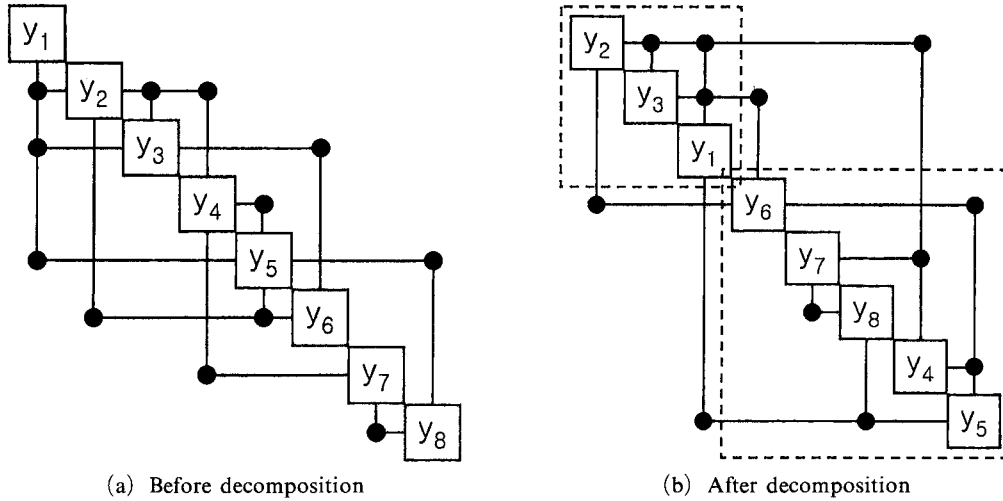 y₁
y₂
y₃
y₄
y₅
y₆
y₇
y₈
(a) Before decomposition
y₂
y₃
y₁
y₆
y₇
y₈
y₄
y₅
(b) After decomposition